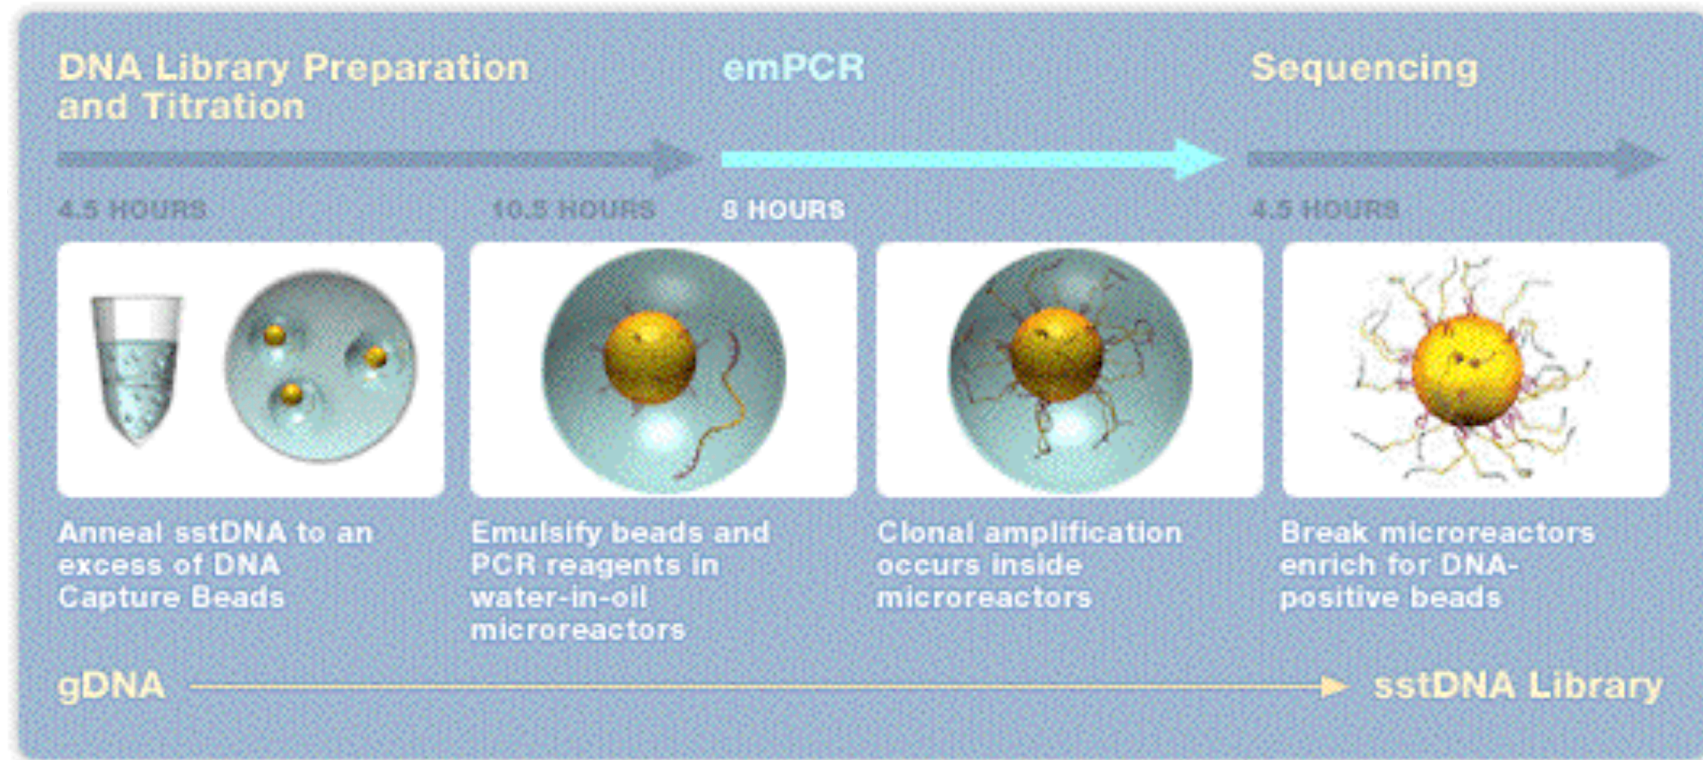 DNA Library Preparation
and Titration
emPCR
Sequencing
4.5 HOURS
10.5 HOURS
8 HOURS
4.5 HOURS
Anneal sstDNA to an
excess of DNA
Capture Beads
Emulsify beads and
PCR reagents in
water-in-oil
microreactors
Clonal amplification
occurs inside
microreactors
Break microreactors
enrich for DNA-
positive beads
gDNA
sstDNA Library